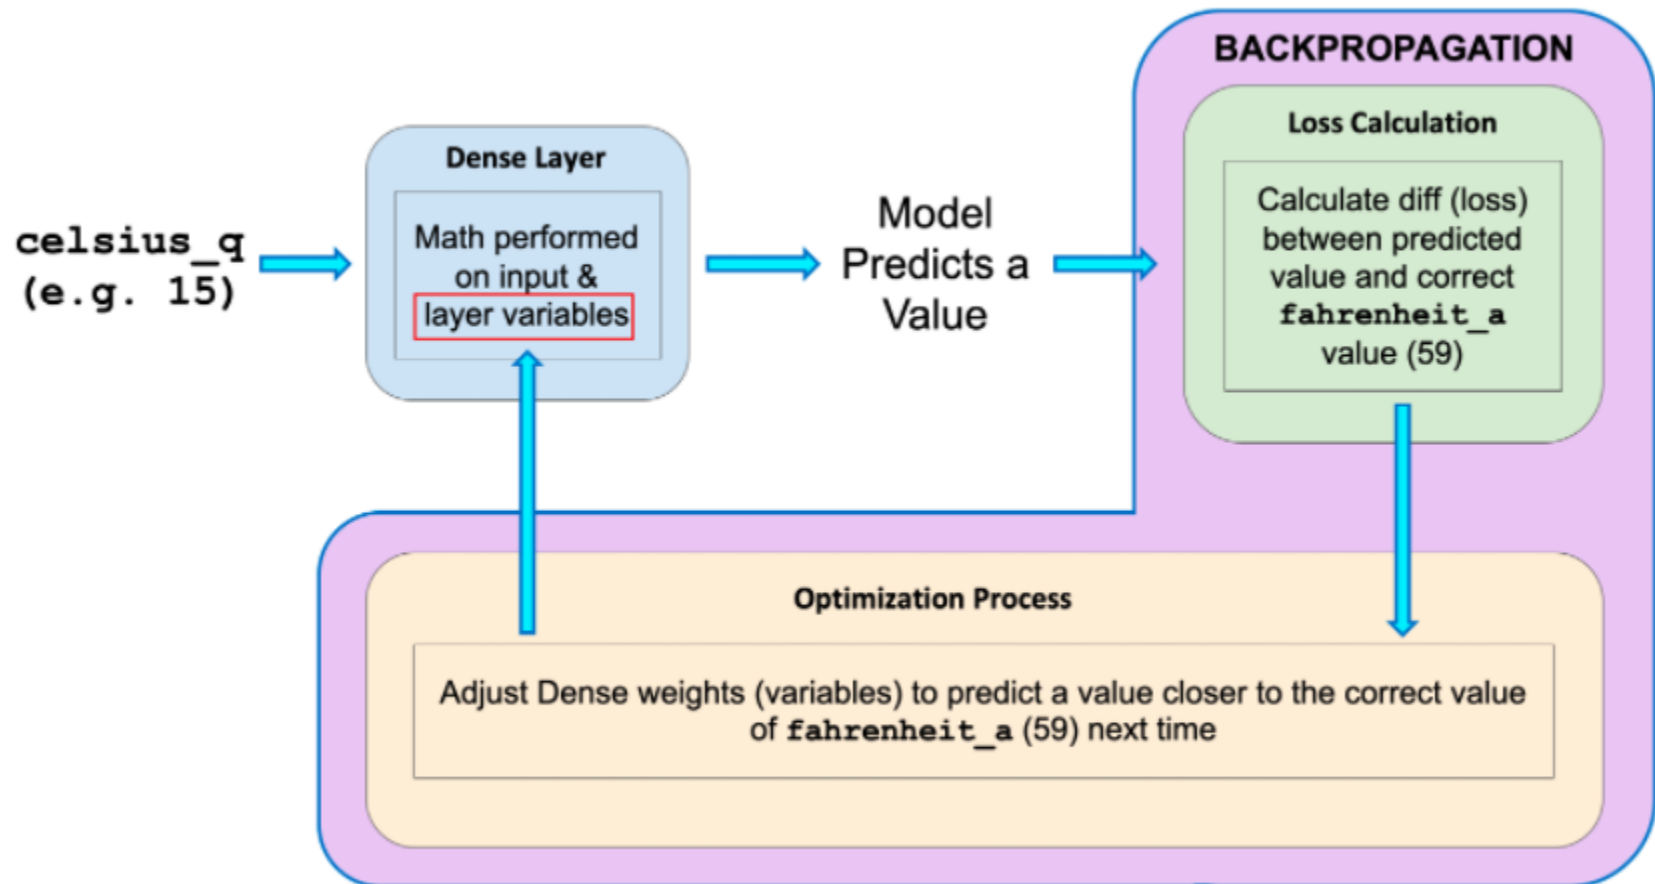 celsius_q
(e.g. 15)
Dense Layer
Math performed
on input &
layer variables
Model
Predicts a
Value
BACKPROPAGATION
Loss Calculation
Calculate diff (loss)
between predicted
value and correct
fahrenheit_a
value (59)
Optimization Process
Adjust Dense weights (variables) to predict a value closer to the correct value
of fahrenheit_a (59) next time